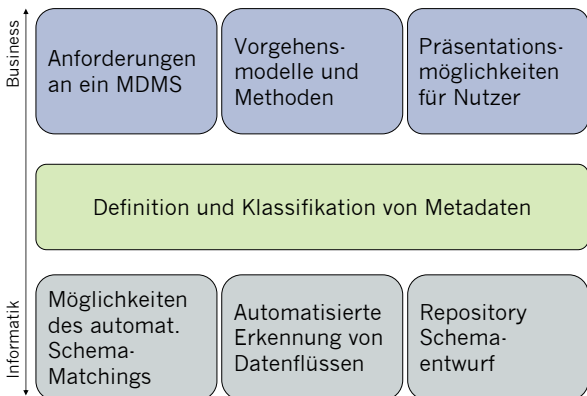 Business
Anforderungen
an ein MDMS
Vorgehens-
modelle und
Methoden
Präsentations-
möglichkeiten
für Nutzer
Definition und Klassifikation von Metadaten
Informatik
Möglichkeiten
des automat.
Schema-
Matchings
Automatisierte
Erkennung von
Datenflüssen
Repository
Schema-
entwurf